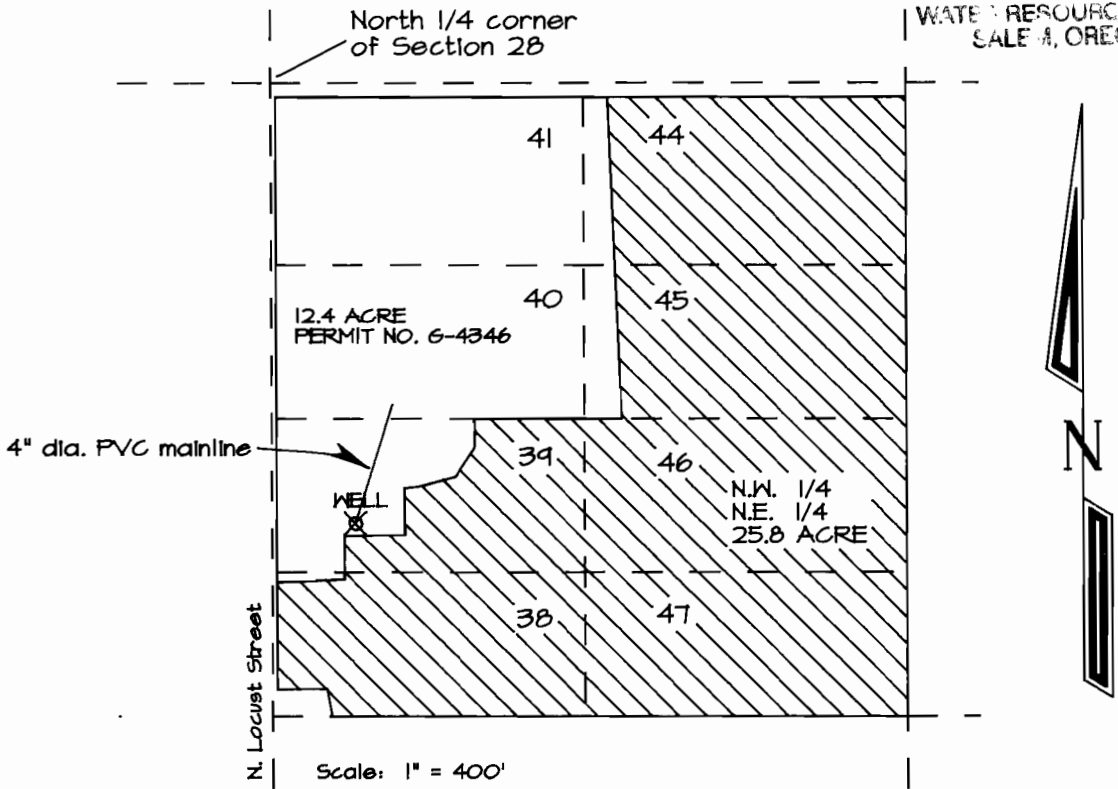 North 1/4 corner
of Section 28
SALEM, ORE
41
44
40
45
12.4 ACRE
PERMIT NO. G-4346
4" dia. PVC mainline
39
46
WELL
N.W. 1/4
N.E. 1/4
25.8 ACRE
N
38
47
N. Locust Street
Scale: 1" = 400'